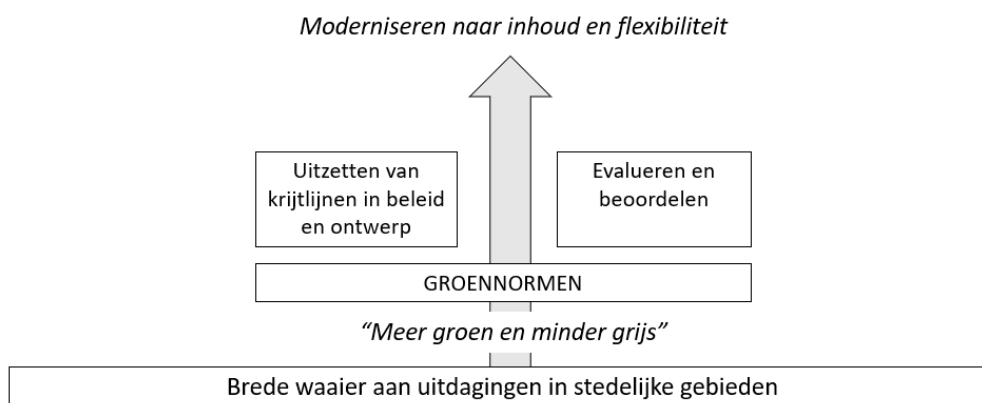 Moderniseren naar inhoud en flexibiliteit
Uitzetten van
krijtlijnen in beleid
en ontwerp
Evalueren en
beoordelen
GROENNORMEN
“Meer groen en minder grijs”
Brede waaier aan uitdagingen in stedelijke gebieden